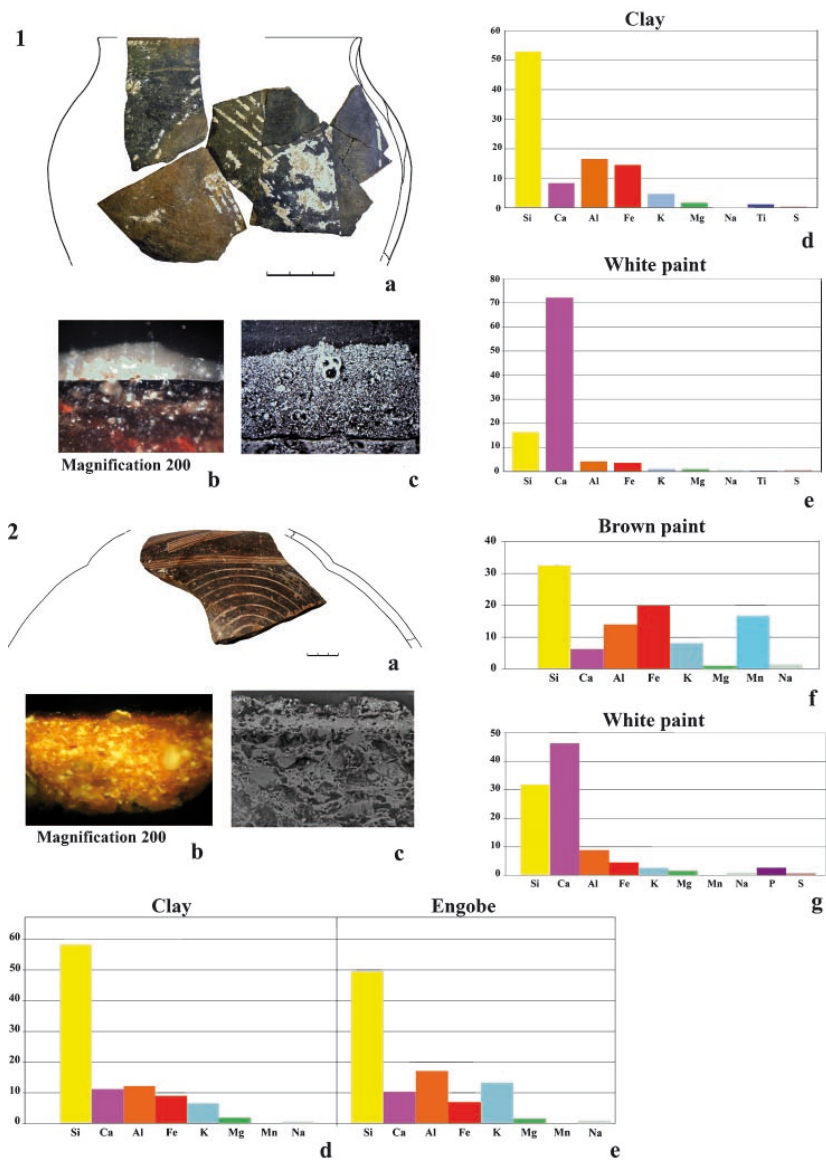 1
a
Magnification 200
b
c
Clay
60
50
40
30
20
10
0
Si Ca Al Fe K Mg Na Ti S
d
White paint
80
70
60
50
40
30
20
10
0
Si Ca Al Fe K Mg Na Ti S
e
2
a
Magnification 200
b
c
Brown paint
40
30
20
10
0
Si Ca Al Fe K Mg Mn Na
f
White paint
50
40
30
20
10
0
Si Ca Al Fe K Mg Mn Na P S
g
Clay
60
50
40
30
20
10
0
Si Ca Al Fe K Mg Mn Na
d
Engobe
Si Ca Al Fe K Mg Mn Na
e